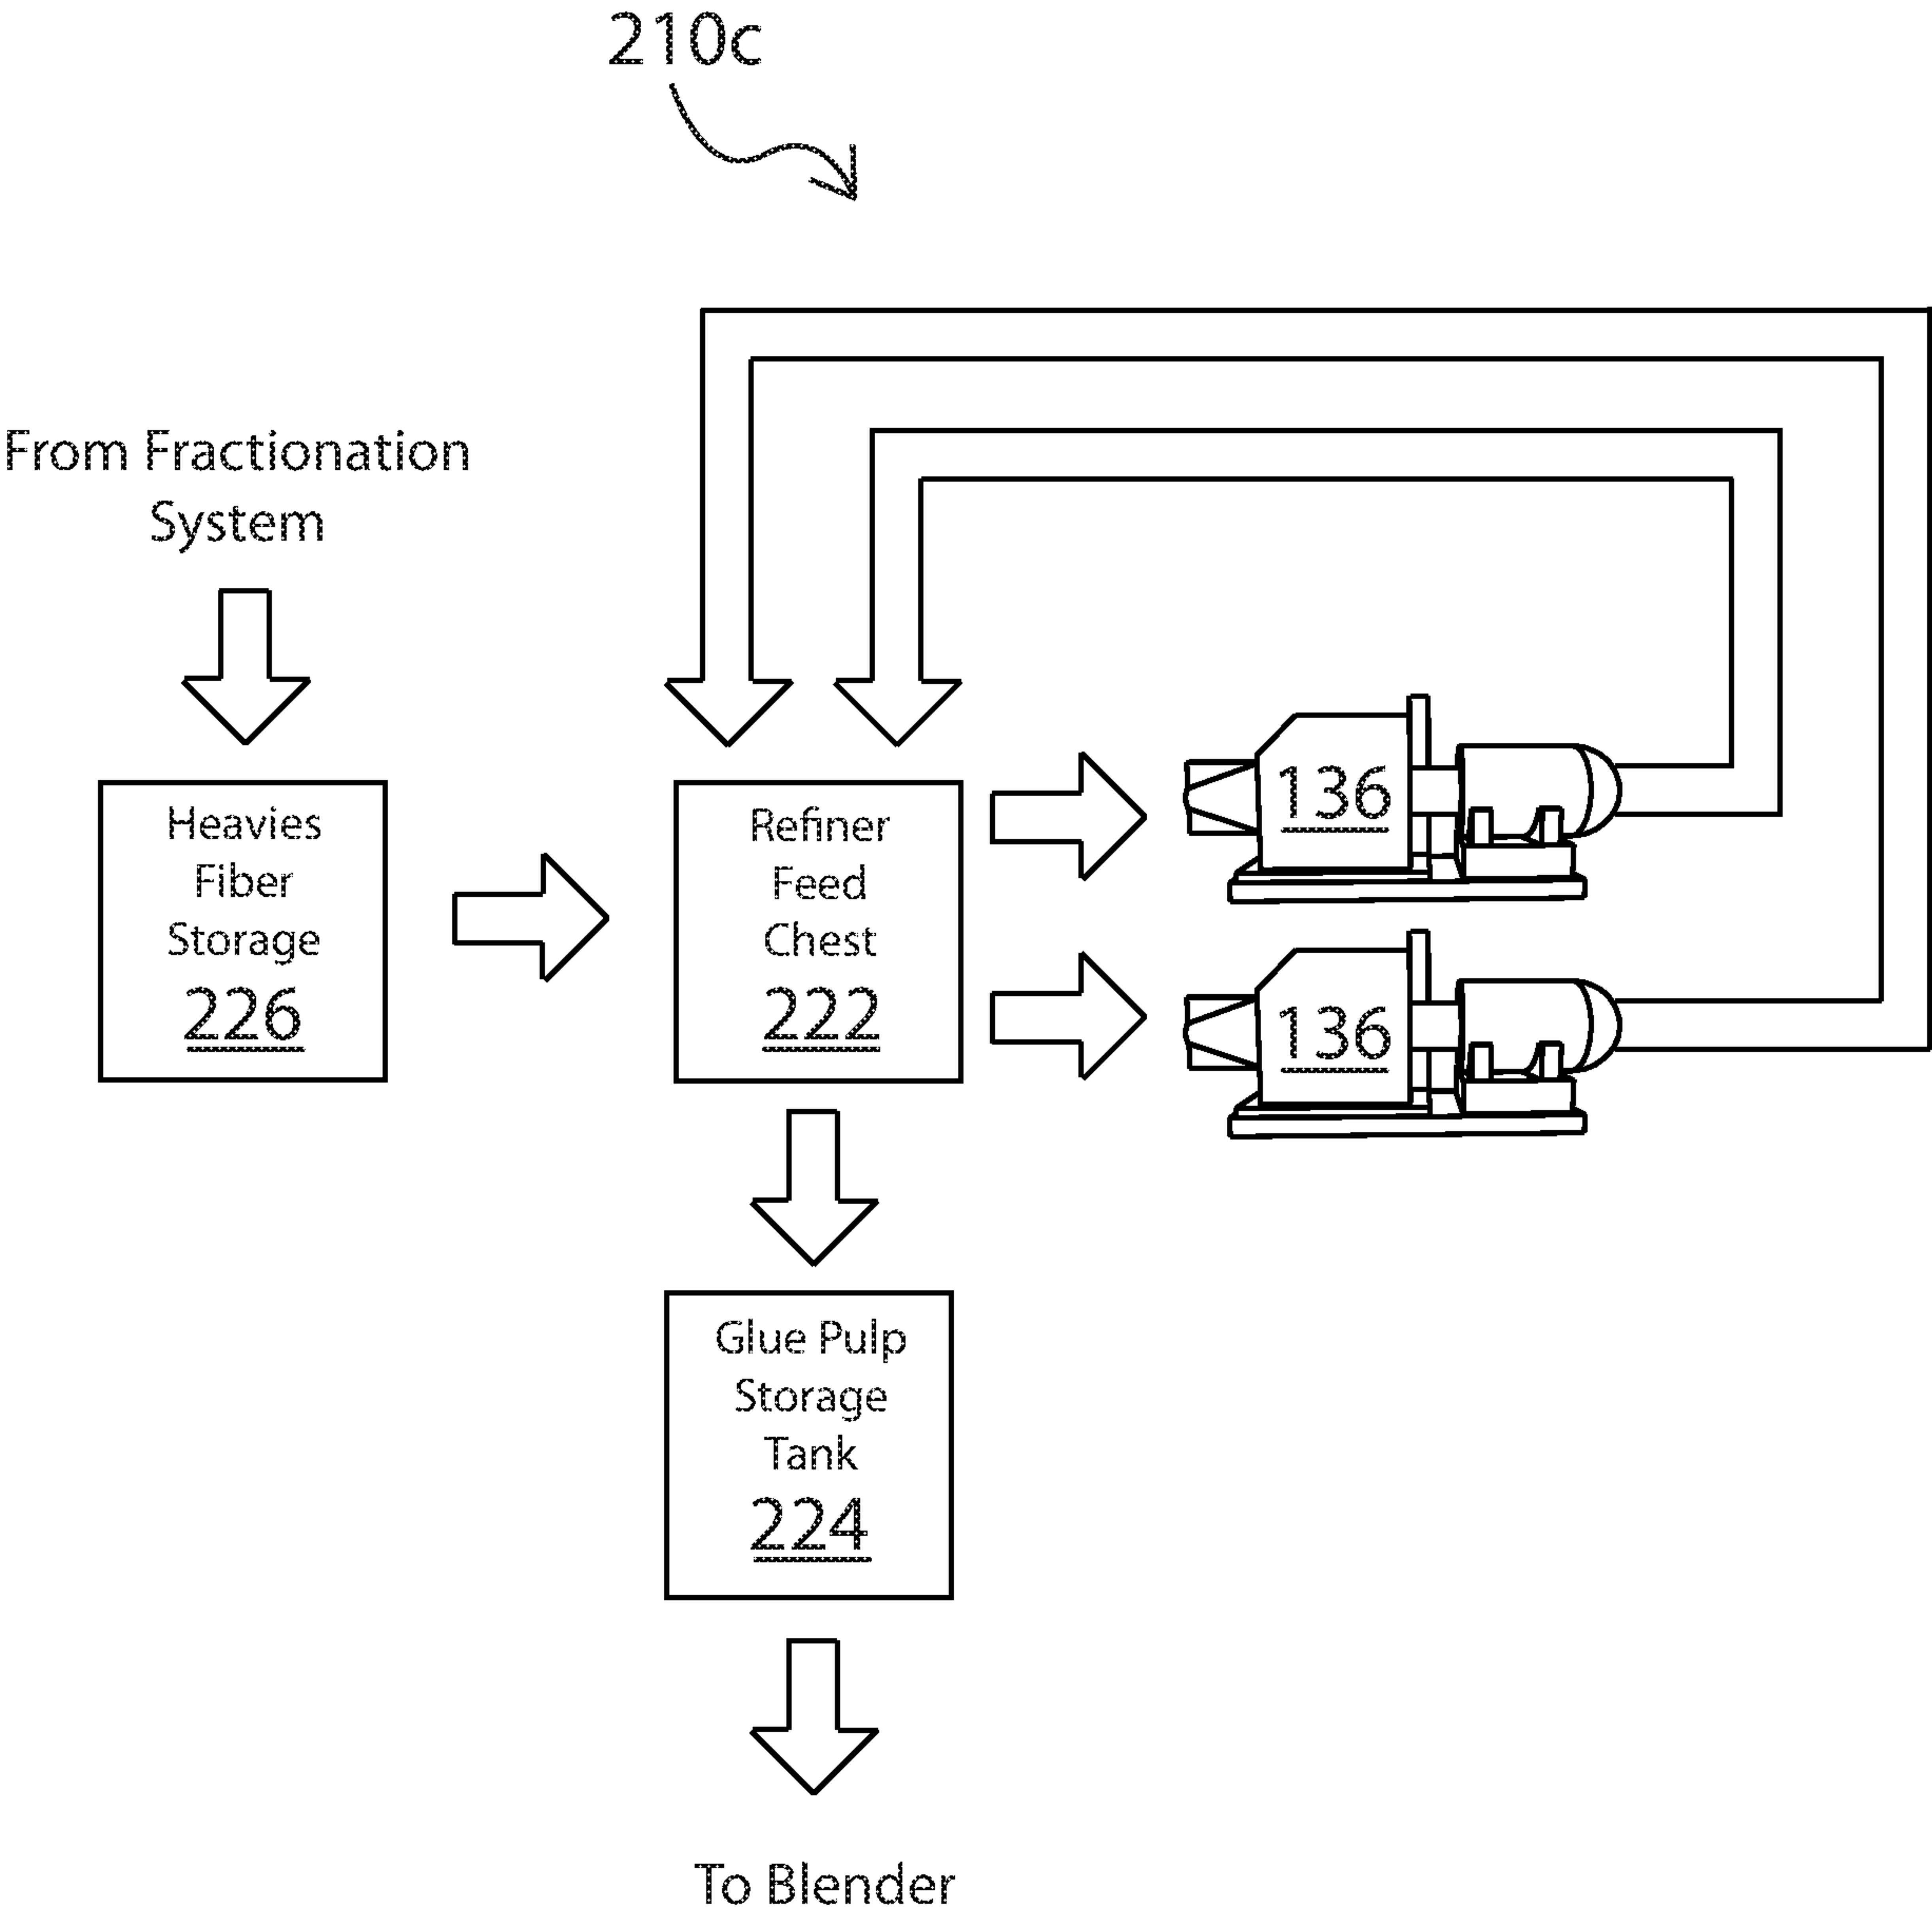 210c
From Fractionation
System
Heavies
Fiber
Storage
226
Refiner
Feed
Chest
222
136
136
Glue Pulp
Storage
Tank
224
To Blender